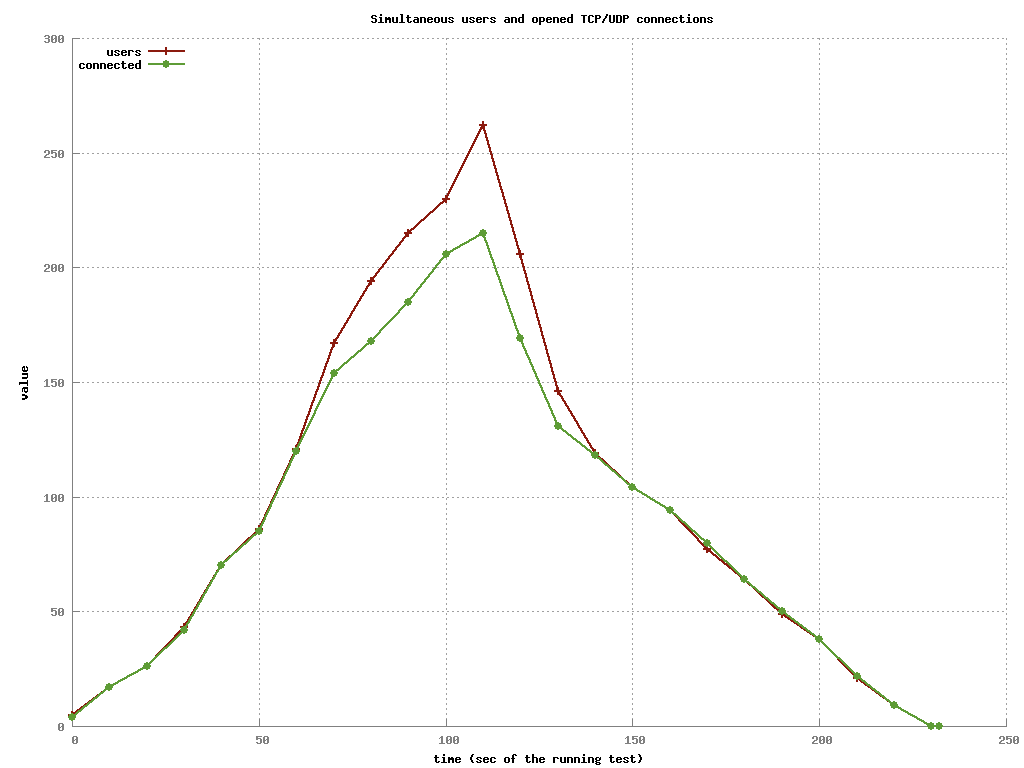 Simultaneous users and opened TCP/UDP connections
300
users
connected
250
200
value
150
100
50
0
0 50 100 150 200 250
time (sec of the running test)